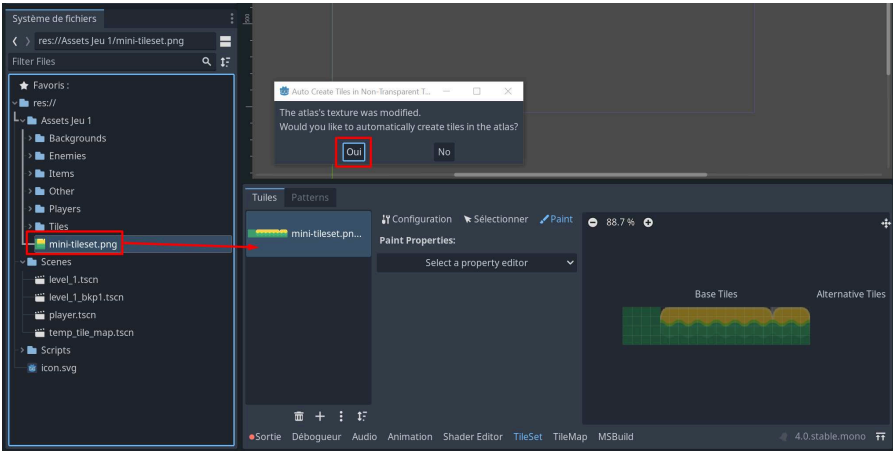 Système de fichiers
res://Assets Jeu 1/mini-tileset.png
Filter Files
Favoris :
res://
Assets Jeu 1
Backgrounds
Enemies
Items
Other
Players
Tiles
mini-tileset.png
Scenes
level_1.tscn
level_1_bkp1.tscn
player.tscn
temp_tile_map.tscn
Scripts
icon.svg
500
Auto Create Tiles in Non-Transparent T...
The atlas's texture was modified.
Would you like to automatically create tiles in the atlas?
Oui No
Tuiles Patterns
mini-tileset.pn...
Configuration Sélectionner Paint
Paint Properties:
Select a property editor
88.7 %
Base Tiles Alternative Tiles
Sortie Débogueur Audio Animation Shader Editor TileSet TileMap MSBuild 4.0.stable.mono